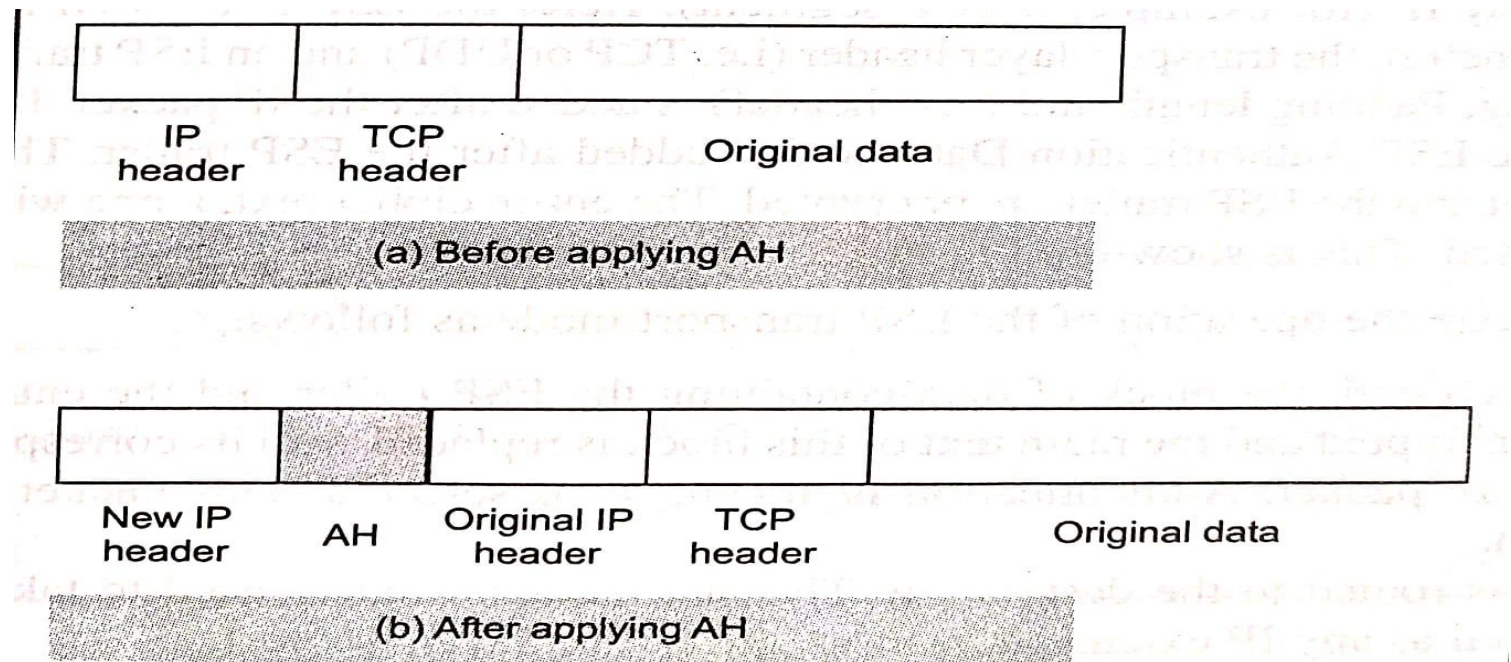 IP
header
TCP
header
Original data
(a) Before applying AH
New IP
header
AH
Original IP
header
TCP
header
Original data
(b) After applying AH